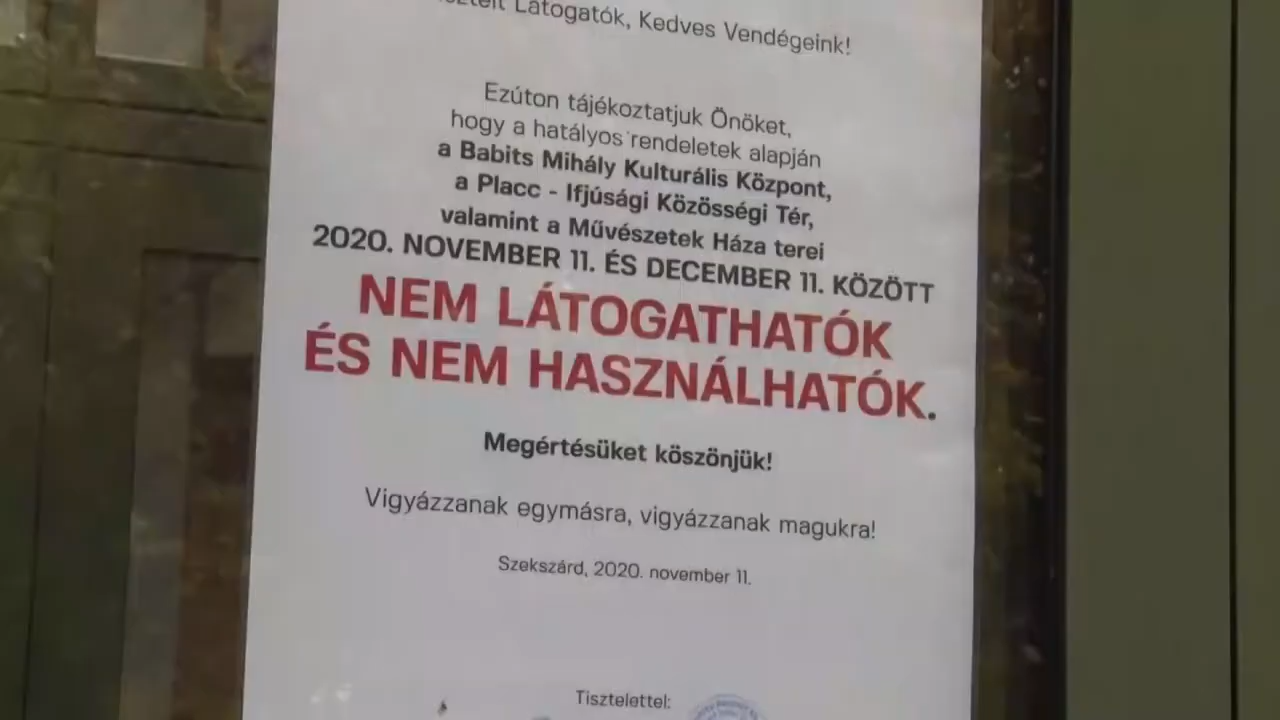 Látogatók, Kedves Vendégeink!
Ezúton tájékoztatjuk Önöket,
hogy a hatályos rendeletek alapján
a Babits Mihály Kulturális Központ,
a Placc - Ifjúsági Közösségi Tér,
valamint a Művészetek Háza terei
2020. NOVEMBER 11. ÉS DECEMBER 11. KÖZÖTT
NEM LÁTOGATHATÓK
ÉS NEM HASZNÁLHATÓK.
Megértésüket köszönjük!
Vigyázzanak egymásra, vigyázzanak magukra!
Szekszárd, 2020. november 11.
Tisztelettel: